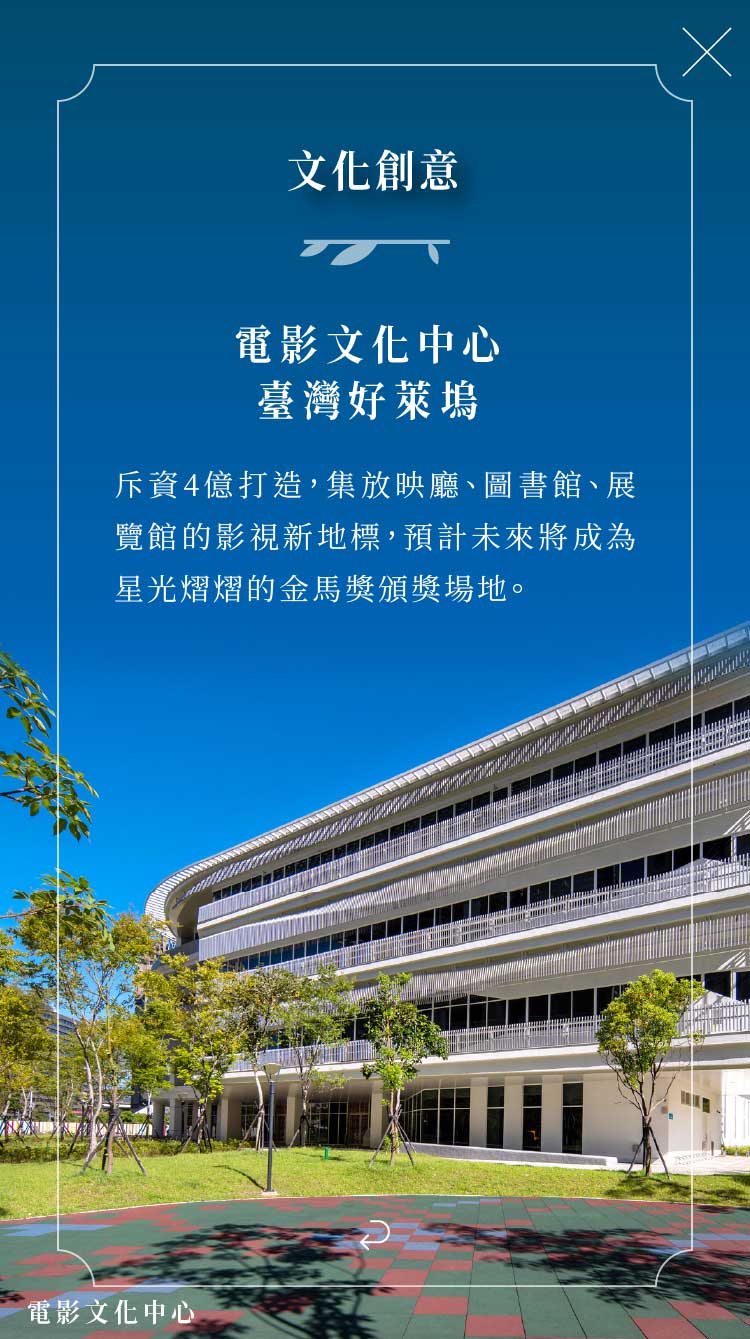 文化創意
電影文化中心
臺灣好萊塢
斥資4億打造，集放映廳、圖書館、展
覽館的影視新地標，預計未來將成為
星光熠熠的金馬獎頒獎場地。
電影文化中心